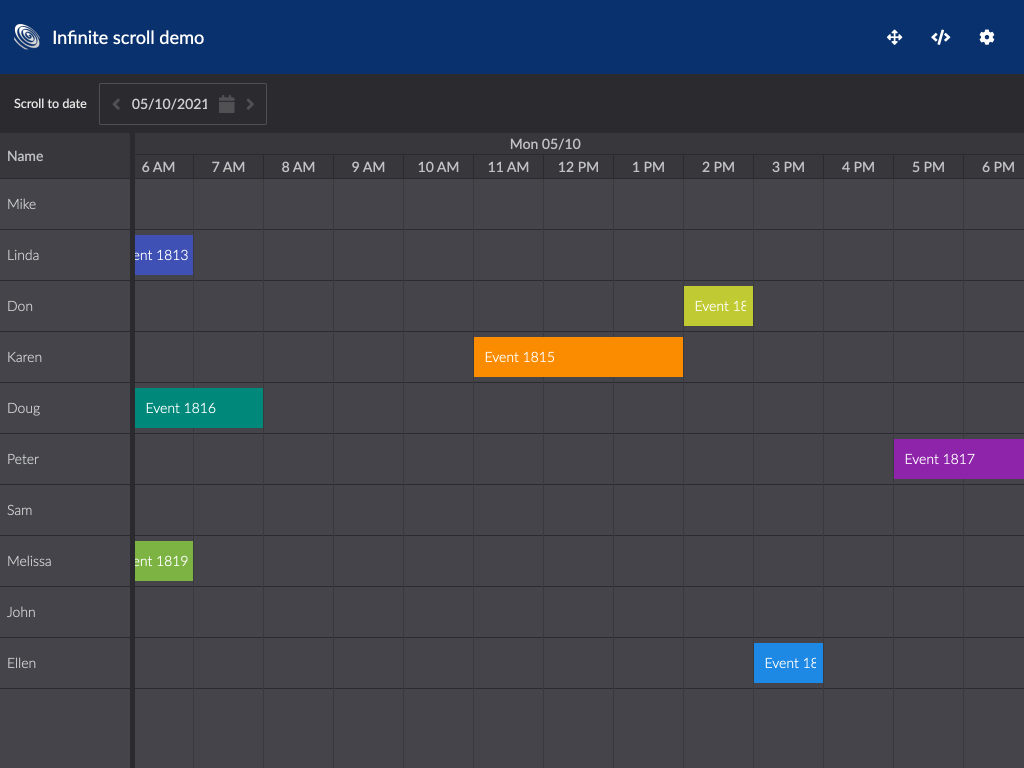 Infinite scroll demo
Scroll to date
05/10/2021
Name
Mon 05/10
6 AM 7 AM 8 AM 9 AM 10 AM 11 AM 12 PM 1 PM 2 PM 3 PM 4 PM 5 PM 6 PM
Mike
Linda
ent 1813
Don
Event 18
Karen
Event 1815
Doug
Event 1816
Peter
Event 1817
Sam
Melissa
ent 1819
John
Ellen
Event 18